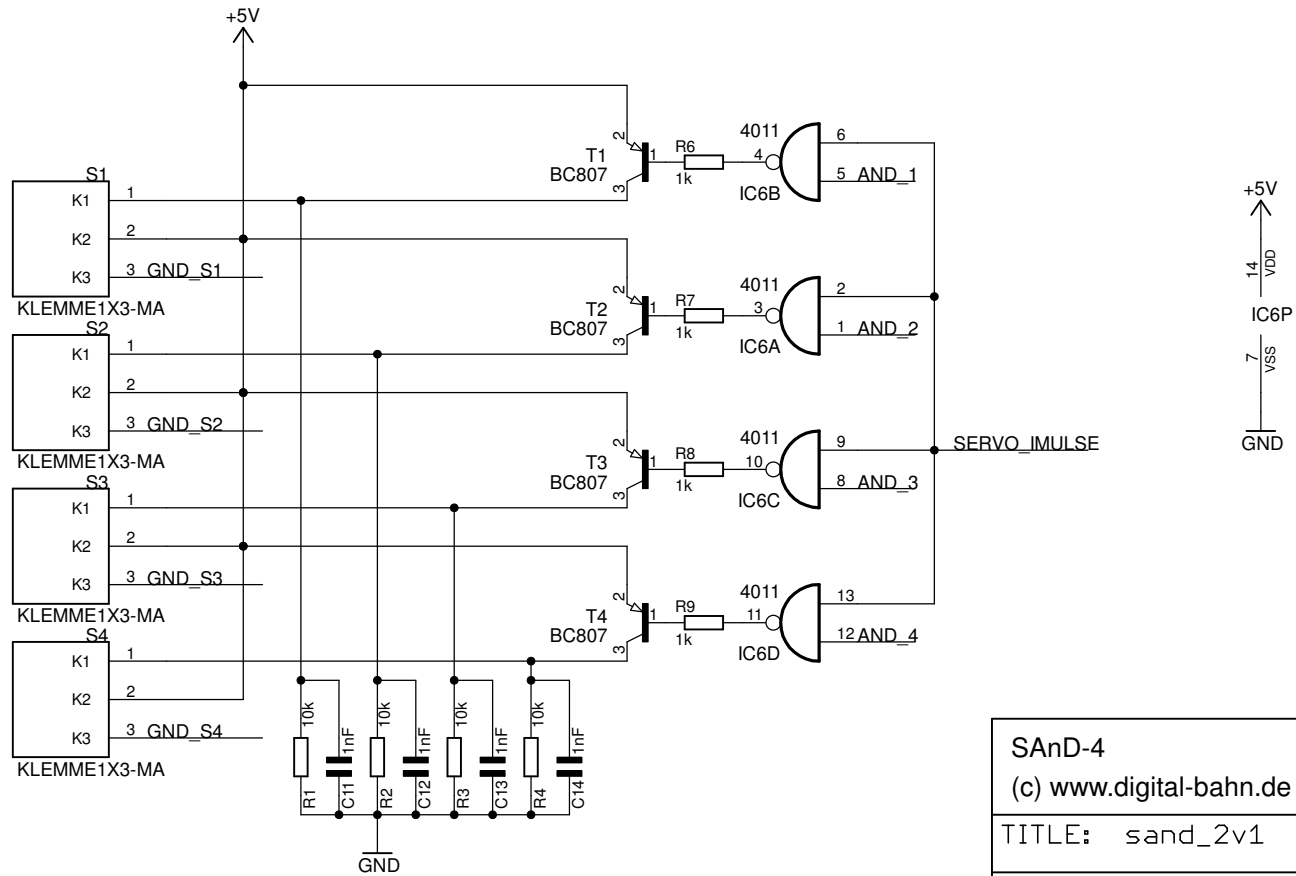 +5V
S1
K1 1
K2 2
K3 3 GND_S1
KLEMME1X3-MA
S2
K1 1
K2 2
K3 3 GND_S2
KLEMME1X3-MA
S3
K1 1
K2 2
K3 3 GND_S3
KLEMME1X3-MA
S4
K1 1
K2 2
K3 3 GND_S4
KLEMME1X3-MA
T1
BC807
2
1
3
R6
1k
4011
4
IC6B
6
5 AND_1
T2
BC807
2
1
3
R7
1k
4011
3
IC6A
2
1 AND_2
T3
BC807
2
1
3
R8
1k
4011
10
IC6C
9
8 AND_3
SERVO_IMULSE
T4
BC807
2
1
3
R9
1k
4011
11
IC6D
13
12 AND_4
10k
R1
1nF
C11
10k
R2
1nF
C12
10k
R3
1nF
C13
10k
R4
1nF
C14
GND
+5V
14
VDD
IC6P
7
VSS
GND
SAnD-4
(c) www.digital-bahn.de
TITLE: sand_2v1